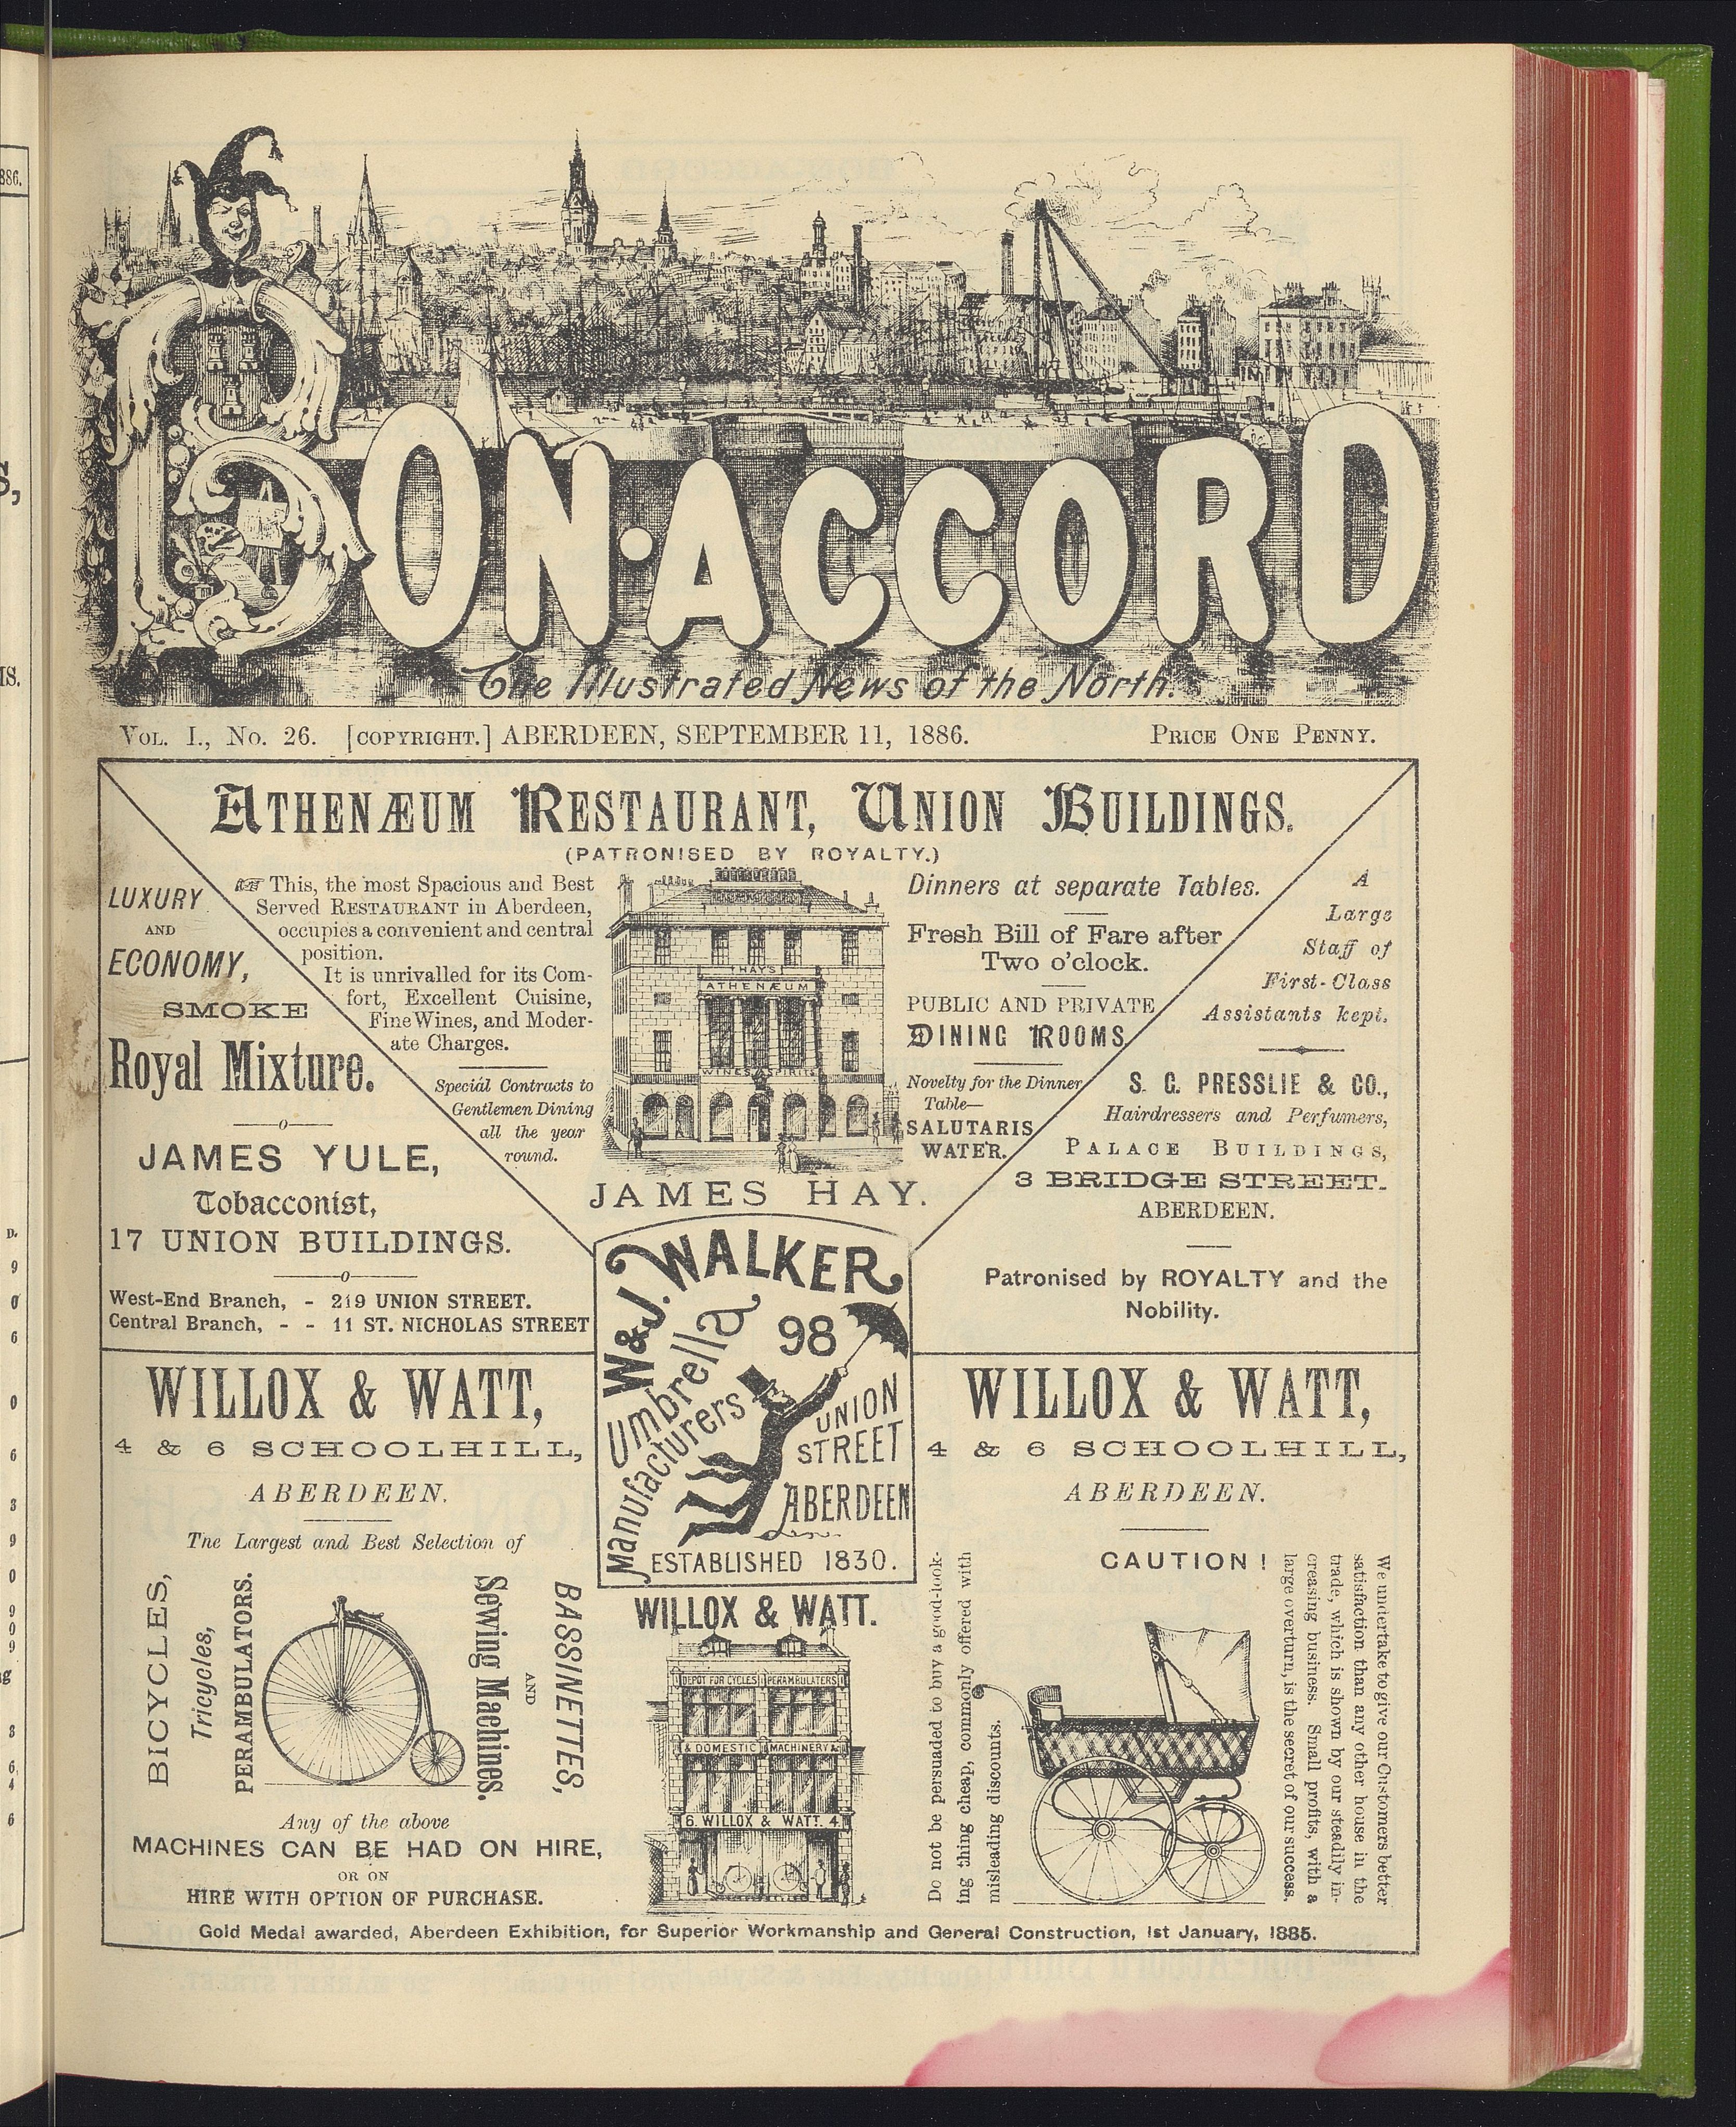 BON·ACCORD
The Illustrated News of the North.
VOL. I., NO. 26. [COPYRIGHT.] ABERDEEN, SEPTEMBER 11, 1886. PRICE ONE PENNY.
ATHENÆUM RESTAURANT, UNION BUILDINGS.
(PATRONISED BY ROYALTY.)
LUXURY
AND
ECONOMY,
SMOKE
Royal Mixture.
JAMES YULE,
Tobacconist,
17 UNION BUILDINGS.
West-End Branch, - 219 UNION STREET.
Central Branch, - - 11 ST. NICHOLAS STREET
☞ This, the most Spacious and Best
Served RESTAURANT in Aberdeen,
occupies a convenient and central
position.
It is unrivalled for its Com-
fort, Excellent Cuisine,
Fine Wines, and Moder-
ate Charges.
Special Contracts to
Gentlemen Dining
all the year
round.
HAY'S
ATHENÆUM
WINES & SPIRITS
JAMES HAY.
Dinners at separate Tables.
Fresh Bill of Fare after
Two o'clock.
PUBLIC AND PRIVATE
DINING ROOMS.
Novelty for the Dinner
Table—
SALUTARIS
WATER.
A
Large
Staff of
First-Class
Assistants kept.
S. C. PRESSLIE & CO.,
Hairdressers and Perfumers,
PALACE BUILDINGS,
3 BRIDGE STREET.
ABERDEEN.
Patronised by ROYALTY and the
Nobility.
W & J. WALKER
Umbrella
Manufacturers
98
UNION
STREET
ABERDEEN
ESTABLISHED 1830.
WILLOX & WATT,
4 & 6 SCHOOLHILL,
ABERDEEN.
The Largest and Best Selection of
BICYCLES,
Tricycles,
PERAMBULATORS.
Sewing Machines.
AND
BASSINETTES,
Any of the above
MACHINES CAN BE HAD ON HIRE,
OR ON
HIRE WITH OPTION OF PURCHASE.
WILLOX & WATT.
DEPOT FOR CYCLES PERAMBULATERS
& DOMESTIC MACHINERY &
6. WILLOX & WATT. 4
WILLOX & WATT,
4 & 6 SCHOOLHILL,
ABERDEEN.
CAUTION!
Do not be persuaded to buy a good-look-
ing thing cheap, commonly offered with
misleading discounts.
We undertake to give our Customers better
satisfaction than any other house in the
trade, which is shown by our steadily in-
creasing business. Small profits, with a
large overturn, is the secret of our success.
Gold Medal awarded, Aberdeen Exhibition, for Superior Workmanship and General Construction, 1st January, 1885.